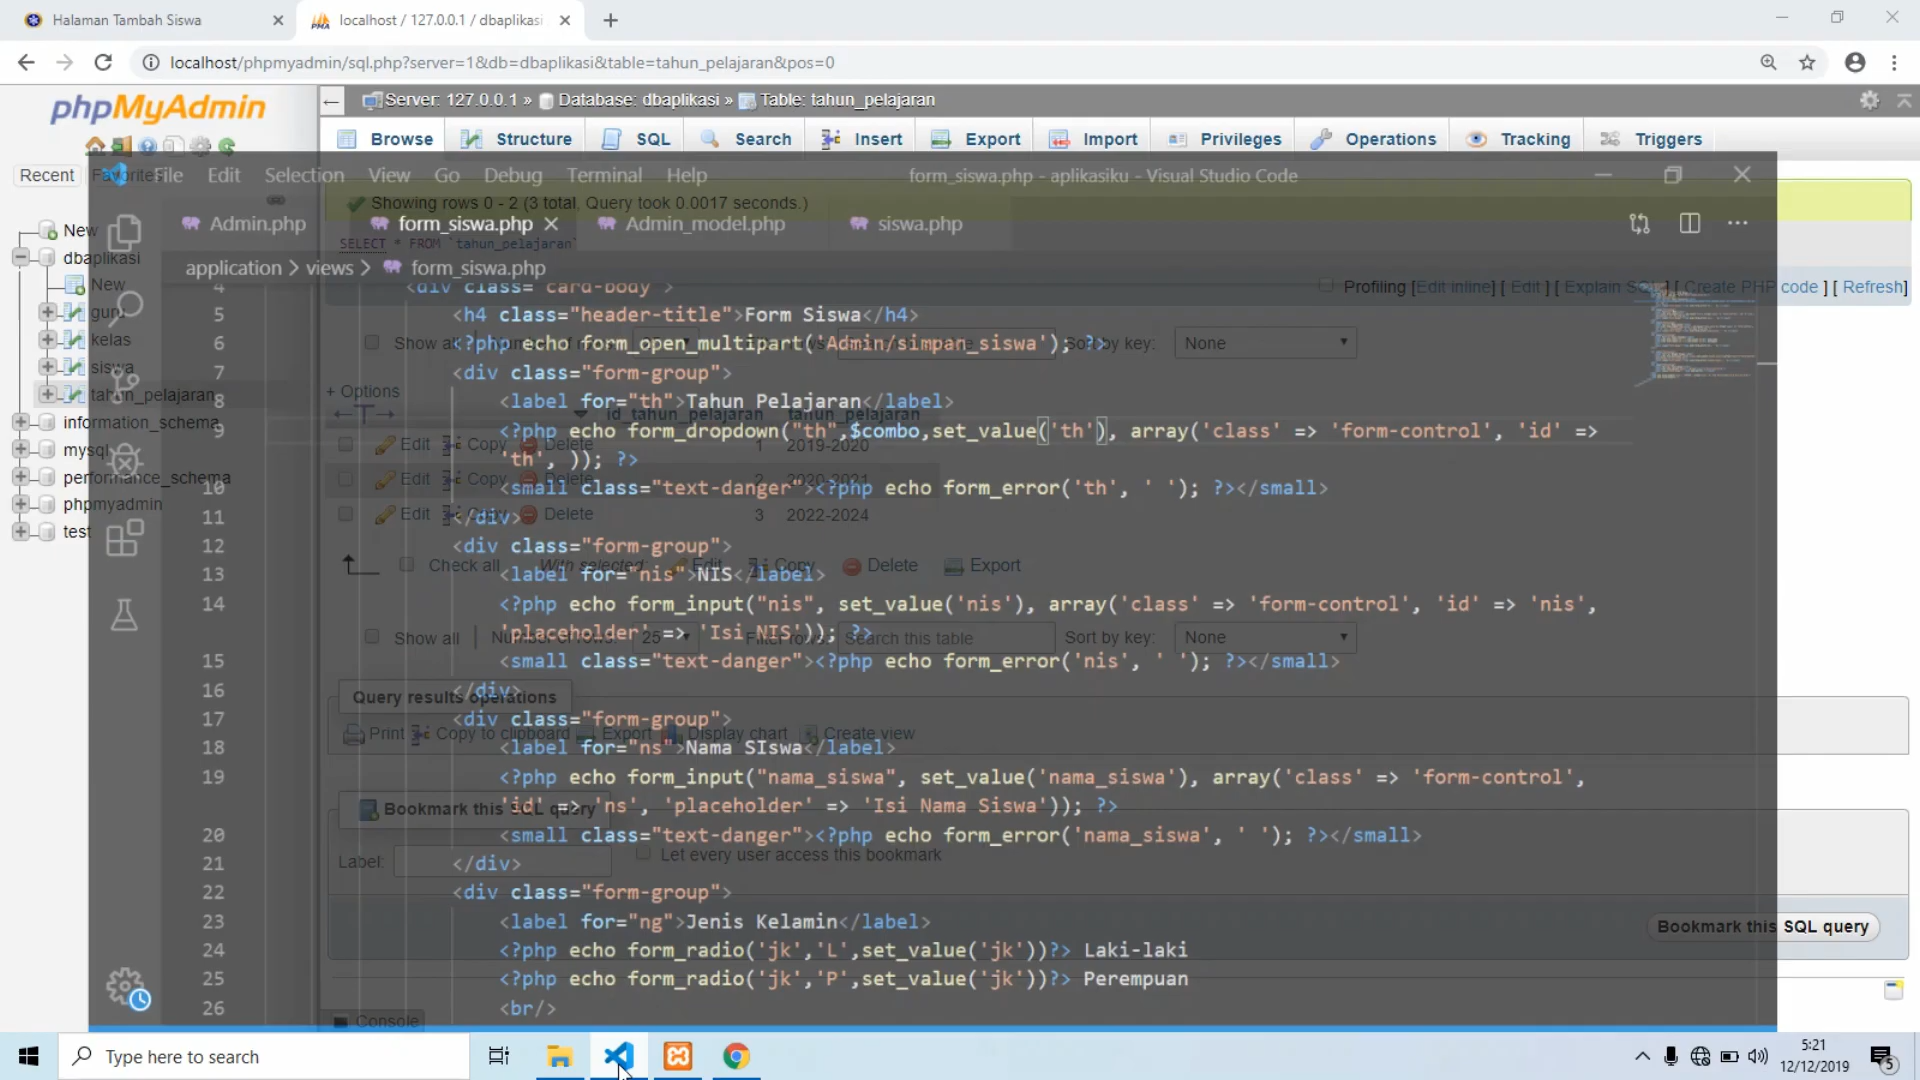 Halaman Tambah Siswa
localhost / 127.0.0.1 / dbaplikasi
localhost/phpmyadmin/sql.php?server=1&db=dbaplikasi&table=tahun_pelajaran&pos=0
phpMyAdmin
Server: 127.0.0.1 » Database: dbaplikasi » Table: tahun_pelajaran
Browse Structure SQL Search Insert Export Import Privileges Operations Tracking Triggers
Recent Favorites
File Edit Selection View Go Debug Terminal Help form_siswa.php - aplikasiku - Visual Studio Code
Showing rows 0 - 2 (3 total, Query took 0.0017 seconds.)
Admin.php form_siswa.php Admin_model.php siswa.php
SELECT * FROM `tahun_pelajaran`
application > views > form_siswa.php
New
dbaplikasi
New
guru
kelas
siswa
tahun_pelajaran
information_schema
mysql
performance_schema
phpmyadmin
test
Profiling [Edit inline] [ Edit ] [ Explain SQL ] [ Create PHP code ] [ Refresh]
4 <div class="card-body">
5 <h4 class="header-title">Form Siswa</h4>
6 <?php echo form_open_multipart('Admin/simpan_siswa'); ?>
Show all Sort by key: None
7 <div class="form-group">
+ Options
8 <label for="th">Tahun Pelajaran</label>
id_tahun_pelajaran tahun_pelajaran
9 <?php echo form_dropdown("th",$combo,set_value('th'), array('class' => 'form-control', 'id' =>
'th', )); ?>
Edit Copy Delete 1 2019-2020
Edit Copy Delete 2 2020-2021
10 <small class="text-danger"><?php echo form_error('th', ' '); ?></small>
11 </div>
Edit Copy Delete 3 2022-2024
12 <div class="form-group">
Check all With selected: Edit Copy Delete Export
13 <label for="nis">NIS</label>
14 <?php echo form_input("nis", set_value('nis'), array('class' => 'form-control', 'id' => 'nis',
'placeholder' => 'Isi NIS')); ?>
Show all Number of rows: 25 Filter rows: Search this table Sort by key: None
15 <small class="text-danger"><?php echo form_error('nis', ' '); ?></small>
16 </div>
Query results operations
17 <div class="form-group">
Print Copy to clipboard Export Display chart Create view
18 <label for="ns">Nama SIswa</label>
19 <?php echo form_input("nama_siswa", set_value('nama_siswa'), array('class' => 'form-control',
'id' => 'ns', 'placeholder' => 'Isi Nama Siswa')); ?>
Bookmark this SQL query
20 <small class="text-danger"><?php echo form_error('nama_siswa', ' '); ?></small>
21 </div>
Label: Let every user access this bookmark
22 <div class="form-group">
23 <label for="ng">Jenis Kelamin</label>
Bookmark this SQL query
24 <?php echo form_radio('jk','L',set_value('jk'))?> Laki-laki
25 <?php echo form_radio('jk','P',set_value('jk'))?> Perempuan
26 <br/>
Console
Type here to search
5:21
12/12/2019
5